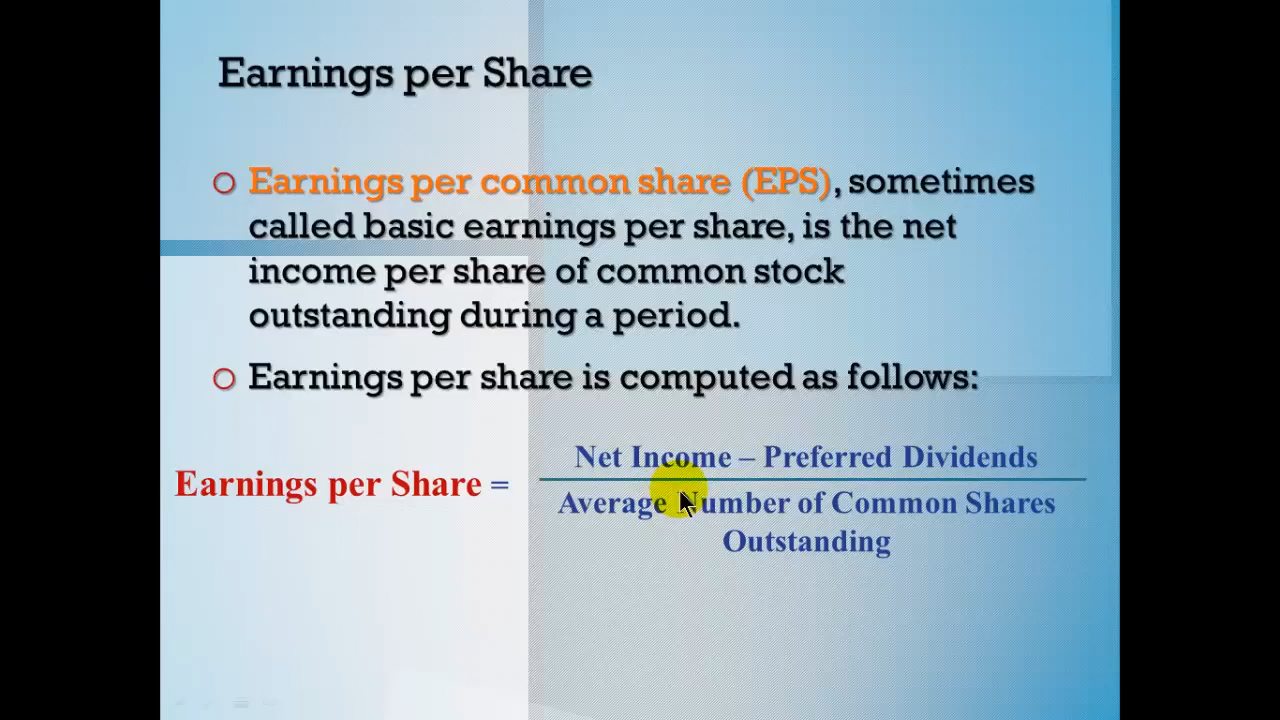 Earnings per Share
Earnings per common share (EPS), sometimes
called basic earnings per share, is the net
income per share of common stock
outstanding during a period.
Earnings per share is computed as follows:
Earnings per Share =
Net Income – Preferred Dividends
Average Number of Common Shares
Outstanding